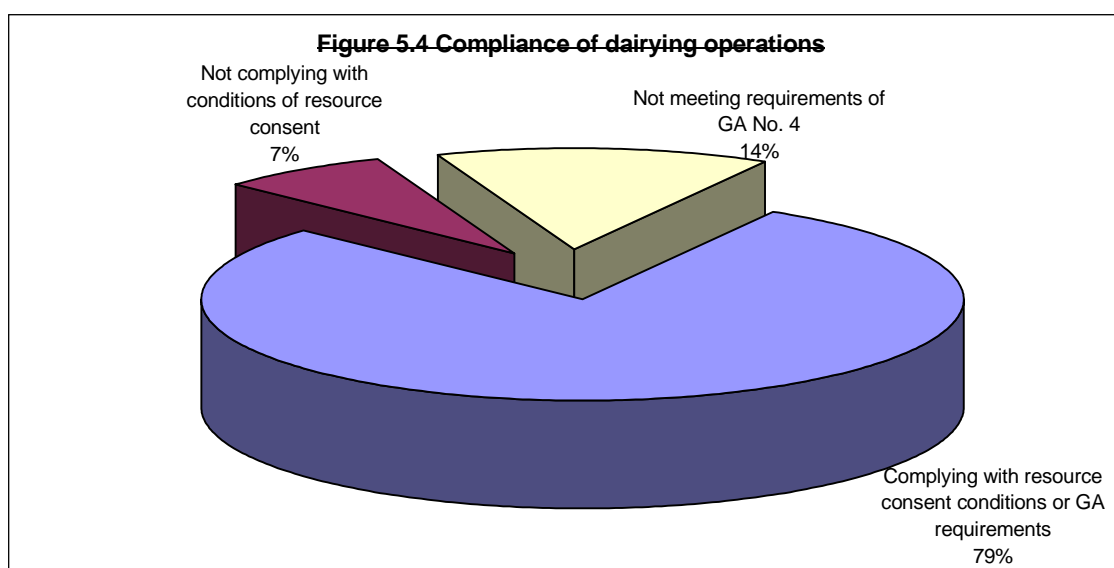 Figure 5.4 Compliance of dairying operations
Not complying with
conditions of resource
consent
7%
Not meeting requirements of
GA No. 4
14%
Complying with resource
consent conditions or GA
requirements
79%